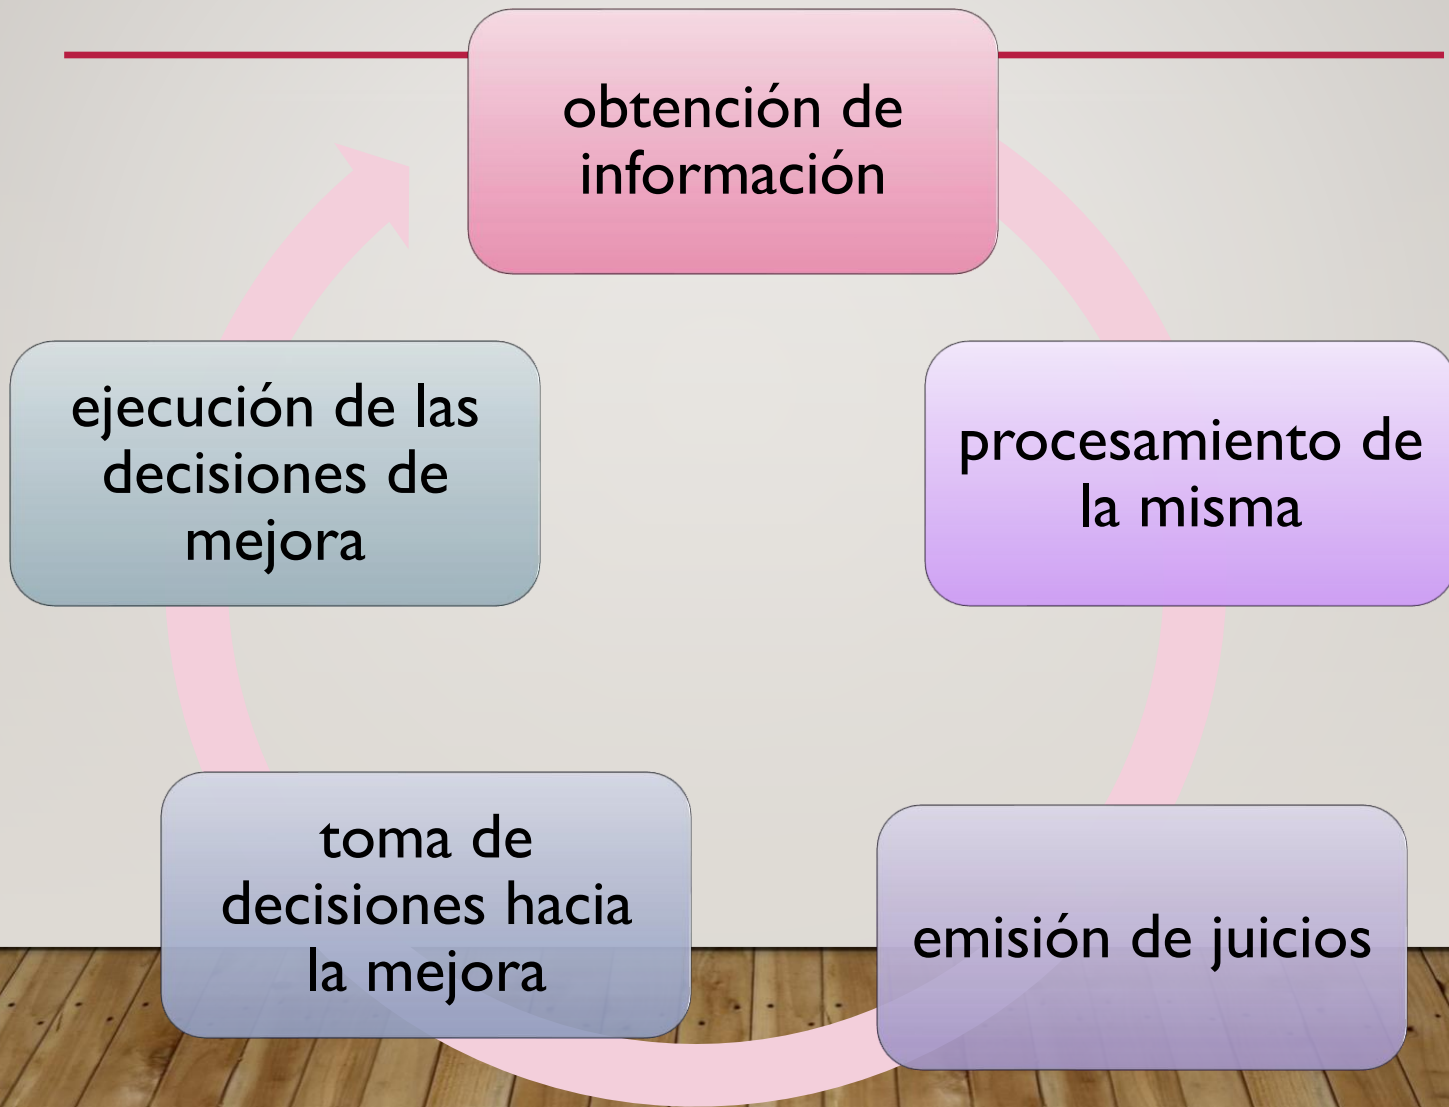 obtención de
información
procesamiento de
la misma
emisión de juicios
toma de
decisiones hacia
la mejora
ejecución de las
decisiones de
mejora